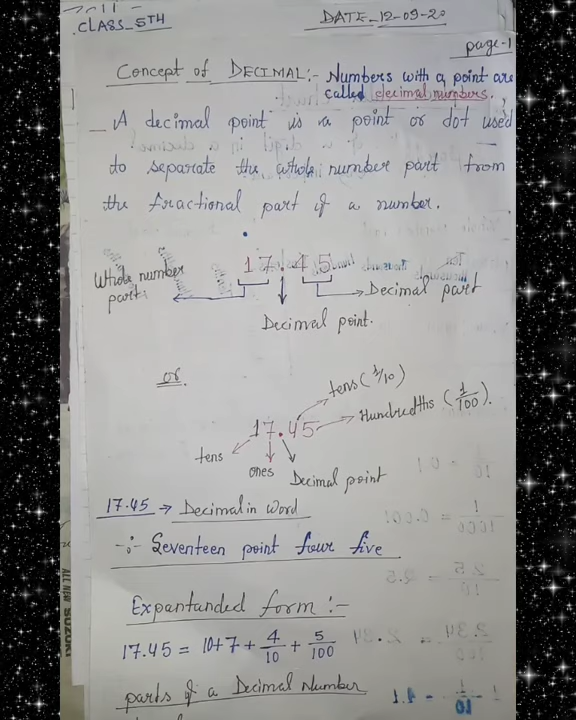 CLASS_5TH
DATE_12-09-20
page-1
Concept of DECIMAL:- Numbers with a point are
called decimal numbers.
_ A decimal point is a point or dot used
to separate the whole number part from
the fractional part of a number.
17.45
Whole number
part.
Decimal part
Decimal point.
or.
tens(1/10)
17.45
Hundredths (1/100).
tens
ones
Decimal point
17.45 → Decimal in word
-:- Seventeen point four five
Expantanded form :-
17.45 = 10+7+4/10+5/100
parts of a Decimal Number
ALL NEW SUZUKI